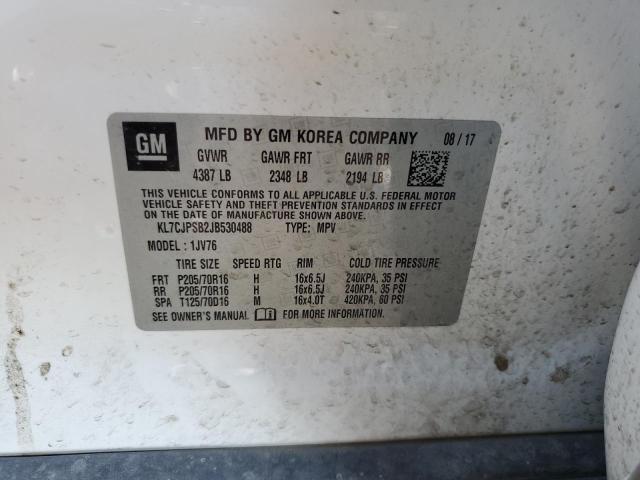 GM MFD BY GM KOREA COMPANY 08 / 17
GVWR GAWR FRT GAWR RR
4387 LB 2348 LB 2194 LB
THIS VEHICLE CONFORMS TO ALL APPLICABLE U.S. FEDERAL MOTOR
VEHICLE SAFETY AND THEFT PREVENTION STANDARDS IN EFFECT
ON THE DATE OF MANUFACTURE SHOWN ABOVE.
KL7CJPSB2JB530488 TYPE: MPV
MODEL : 1JV76
TIRE SIZE SPEED RTG RIM COLD TIRE PRESSURE
FRT P205/70R16 H 16x6.5J 240KPA, 35 PSI
RR P205/70R16 H 16x6.5J 240KPA, 35 PSI
SPA T125/70D16 M 16x4.0T 420KPA, 60 PSI
SEE OWNER'S MANUAL FOR MORE INFORMATION.